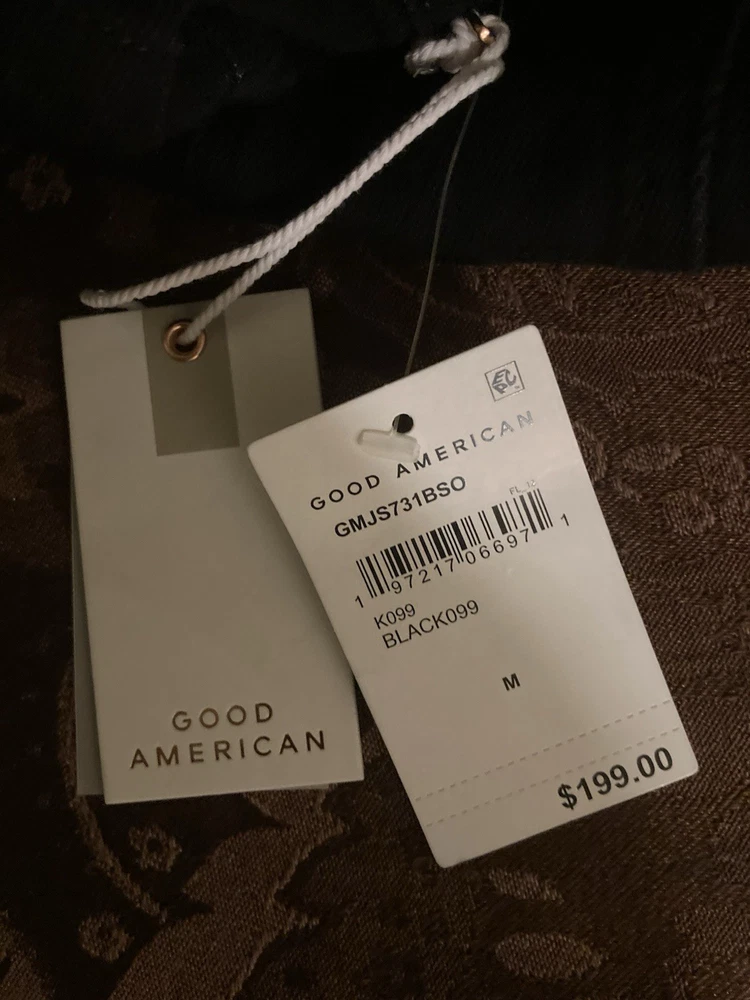 GOOD
AMERICAN
GOOD AMERICAN
GMJS731BSO
1 97217 06697 1
K099
BLACK099
M
$199.00